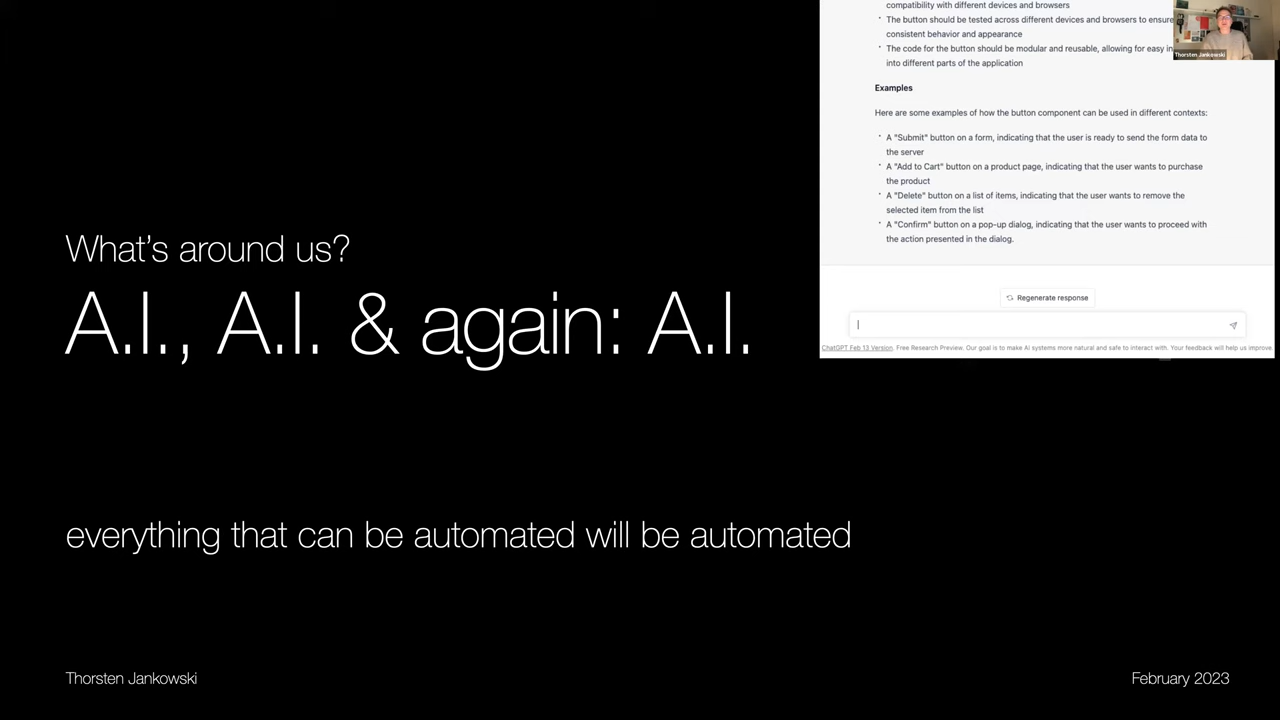 compatibility with different devices and browsers
The button should be tested across different devices and browsers to ensure
consistent behavior and appearance
The code for the button should be modular and reusable, allowing for easy in
into different parts of the application
Thorsten Jankowski
Examples
Here are some examples of how the button component can be used in different contexts:
A "Submit" button on a form, indicating that the user is ready to send the form data to
the server
A "Add to Cart" button on a product page, indicating that the user wants to purchase
the product
A "Delete" button on a list of items, indicating that the user wants to remove the
selected item from the list
A "Confirm" button on a pop-up dialog, indicating that the user wants to proceed with
the action presented in the dialog.
Regenerate response
ChatGPT Feb 13 Version. Free Research Preview. Our goal is to make AI systems more natural and safe to interact with. Your feedback will help us improve.
What's around us?
A.I., A.I. & again: A.I.
everything that can be automated will be automated
Thorsten Jankowski
February 2023